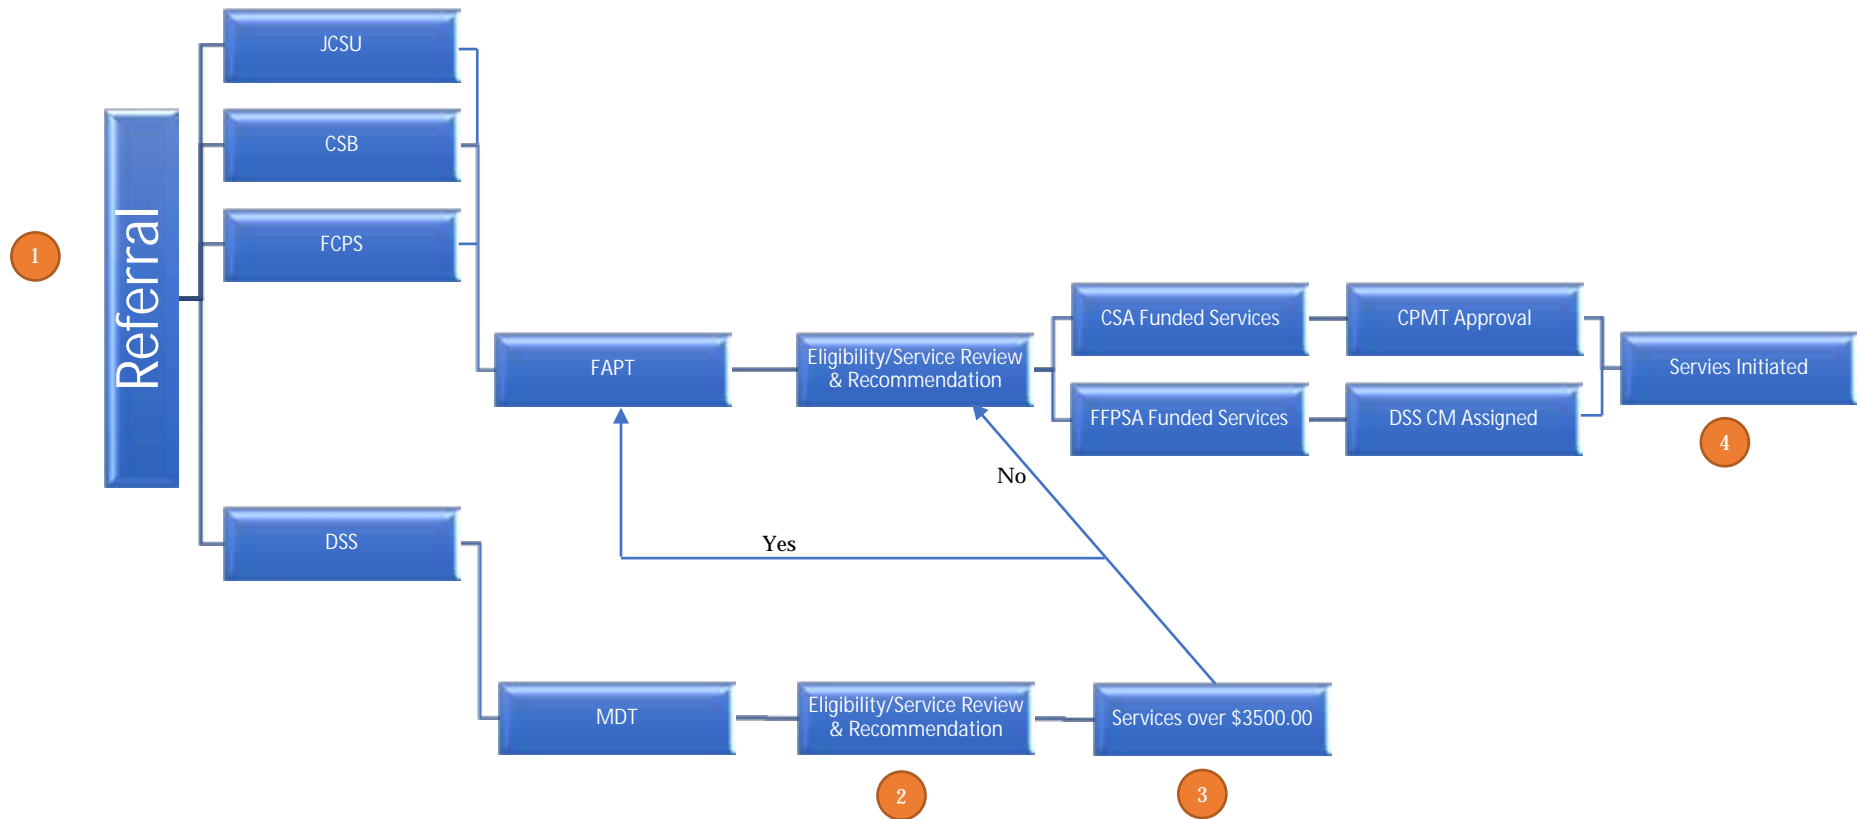 JCSU
CSB
FCPS
1
Referral
FAPT
Eligibility/Service Review
& Recommendation
CSA Funded Services
CPMT Approval
Servies Initiated
FFPSA Funded Services
DSS CM Assigned
4
No
Yes
DSS
MDT
Eligibility/Service Review
& Recommendation
Services over $3500.00
2
3